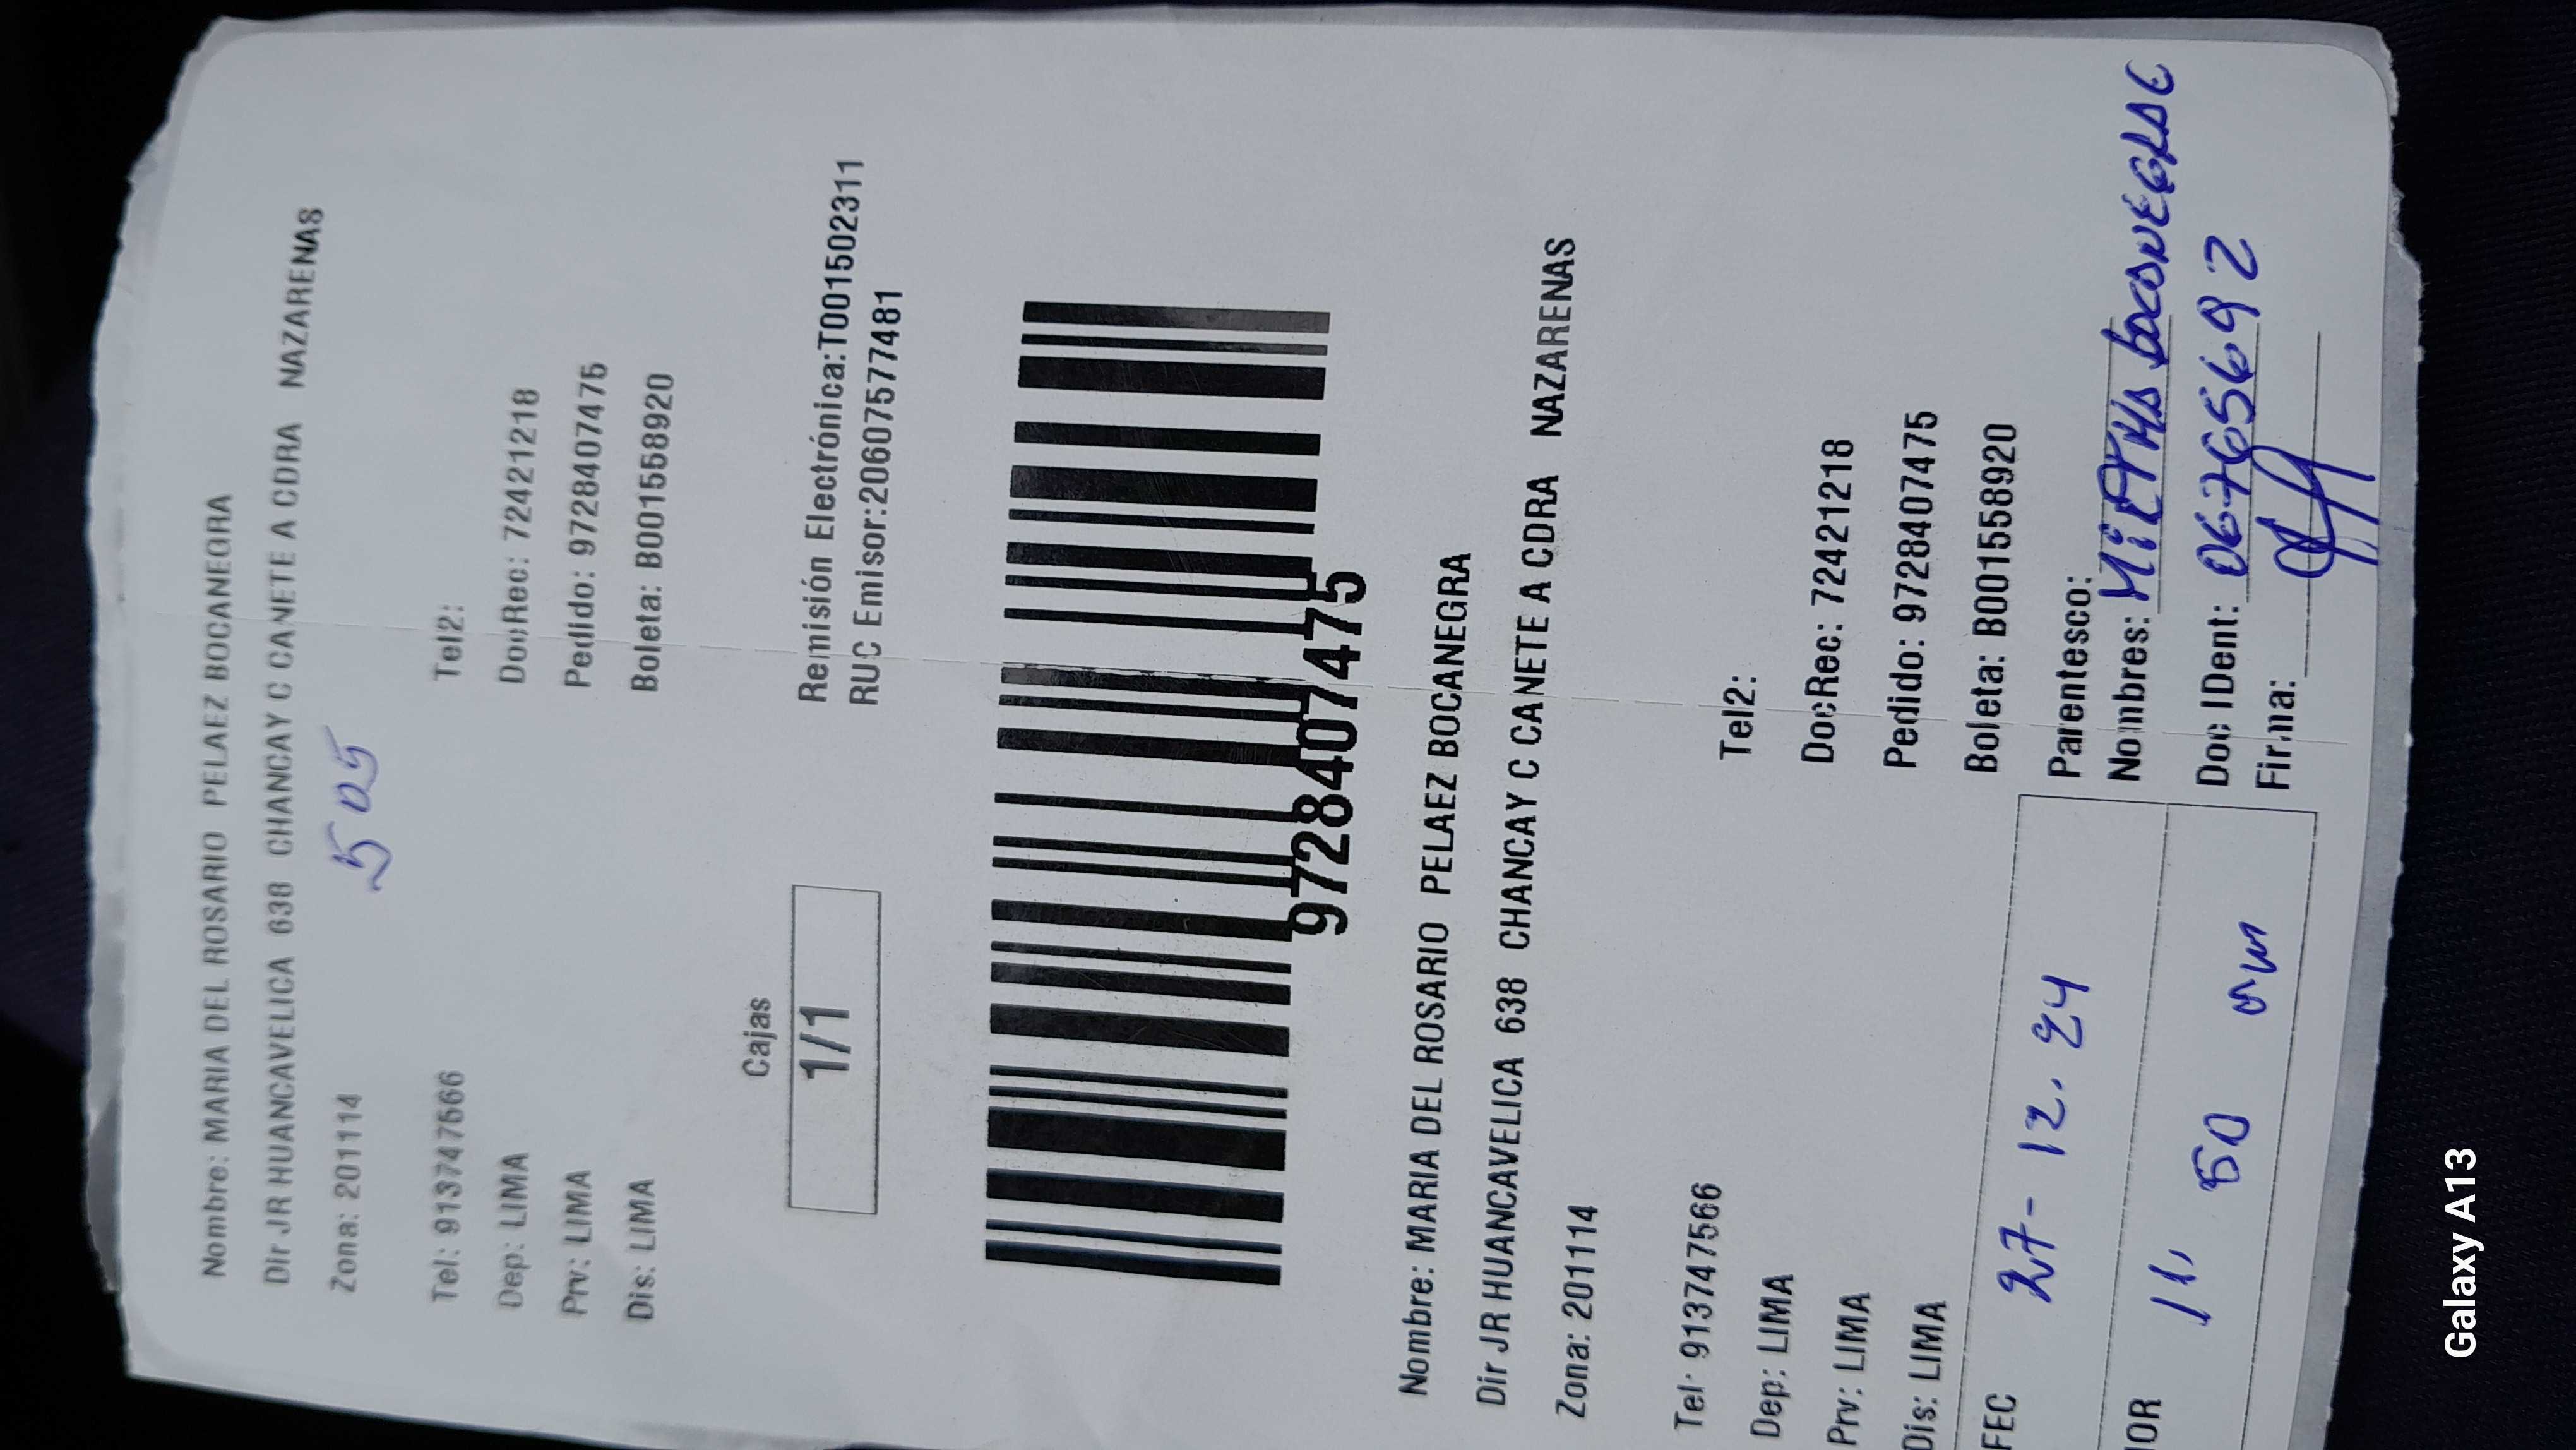 Nombre: MARIA DEL ROSARIO PELAEZ BOCANEGRA
Dir JR HUANCAVELICA 638 CHANCAY C CANETE A CDRA NAZARENAS
Zona: 201114
505
Tel: 913747566 Tel2:
Dep: LIMA DocRec: 72421218
Prv: LIMA Pedido: 9728407475
Dis: LIMA Boleta: B001558920
Cajas
1/1
Remisión Electrónica:T001502311
RUC Emisor:20607577481
9728407475
Nombre: MARIA DEL ROSARIO PELAEZ BOCANEGRA
Dir JR HUANCAVELICA 638 CHANCAY C CANETE A CDRA NAZARENAS
Zona: 201114
Tel: 913747566 Tel2:
Dep: LIMA DocRec: 72421218
Prv: LIMA Pedido: 9728407475
Dis: LIMA Boleta: B001558920
FEC 27-12.24
Parentesco:
Nombres:
HOR 11, 50 am
Doc IDent: 06765692
Firma:
Galaxy A13